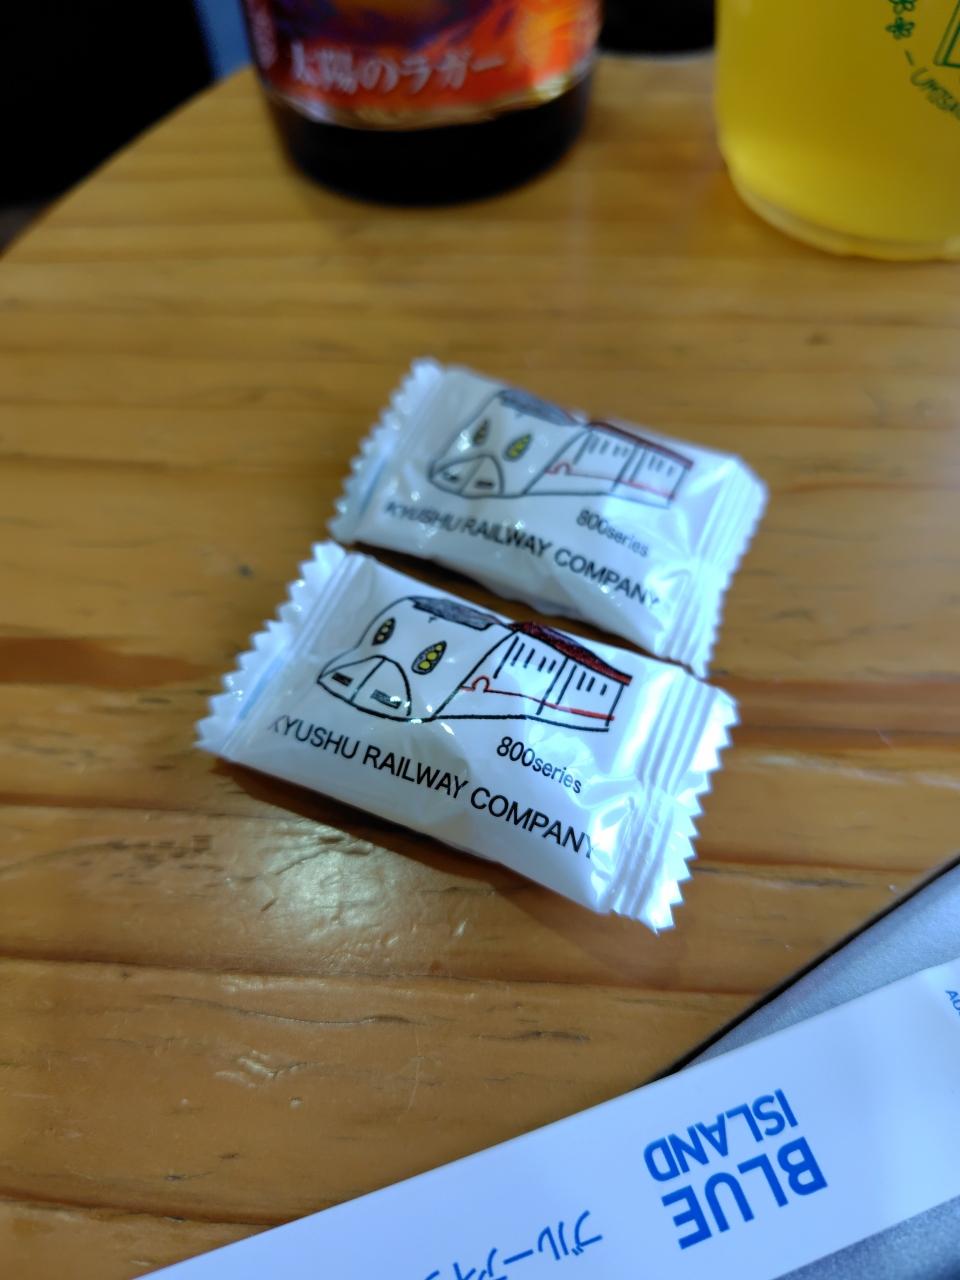 太陽のラガー
800series
KYUSHU RAILWAY COMPANY
800series
KYUSHU RAILWAY COMPANY
BLUE
ISLAND